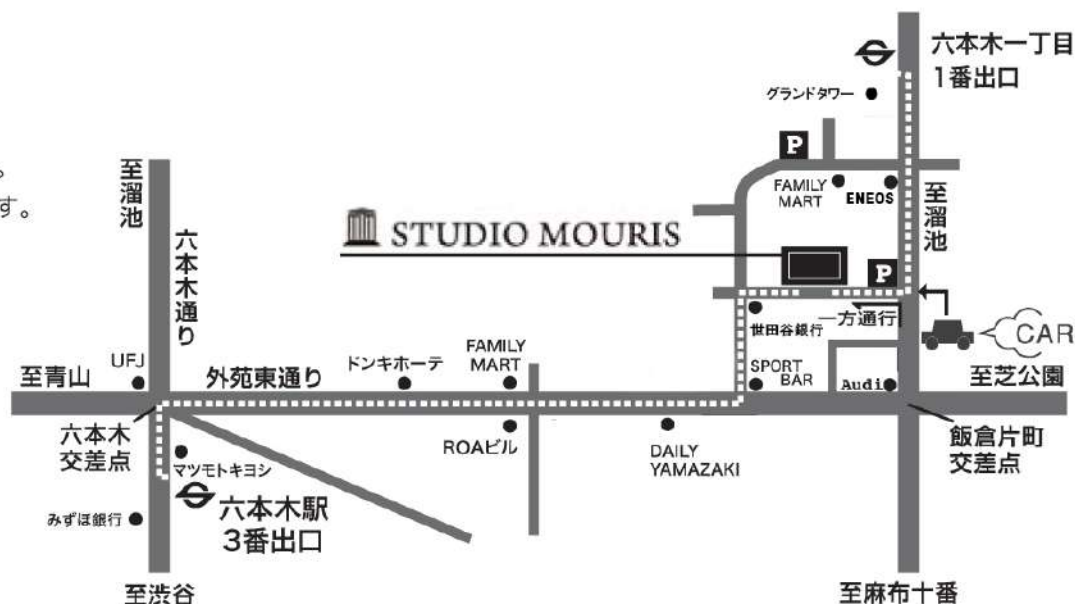 六本木一丁目
1番出口
グランドタワー
P
FAMILY
MART
ENEOS
至溜池
至溜池
。
す。
六本木通り
STUDIO MOURIS
P
世田谷銀行
一方通行
CAR
UFJ
ドンキホーテ
FAMILY
MART
SPORT
BAR
Audi
至青山
外苑東通り
至芝公園
六本木
交差点
マツモトキヨシ
ROAビル
DAILY
YAMAZAKI
飯倉片町
交差点
みずほ銀行
六本木駅
3番出口
至渋谷
至麻布十番